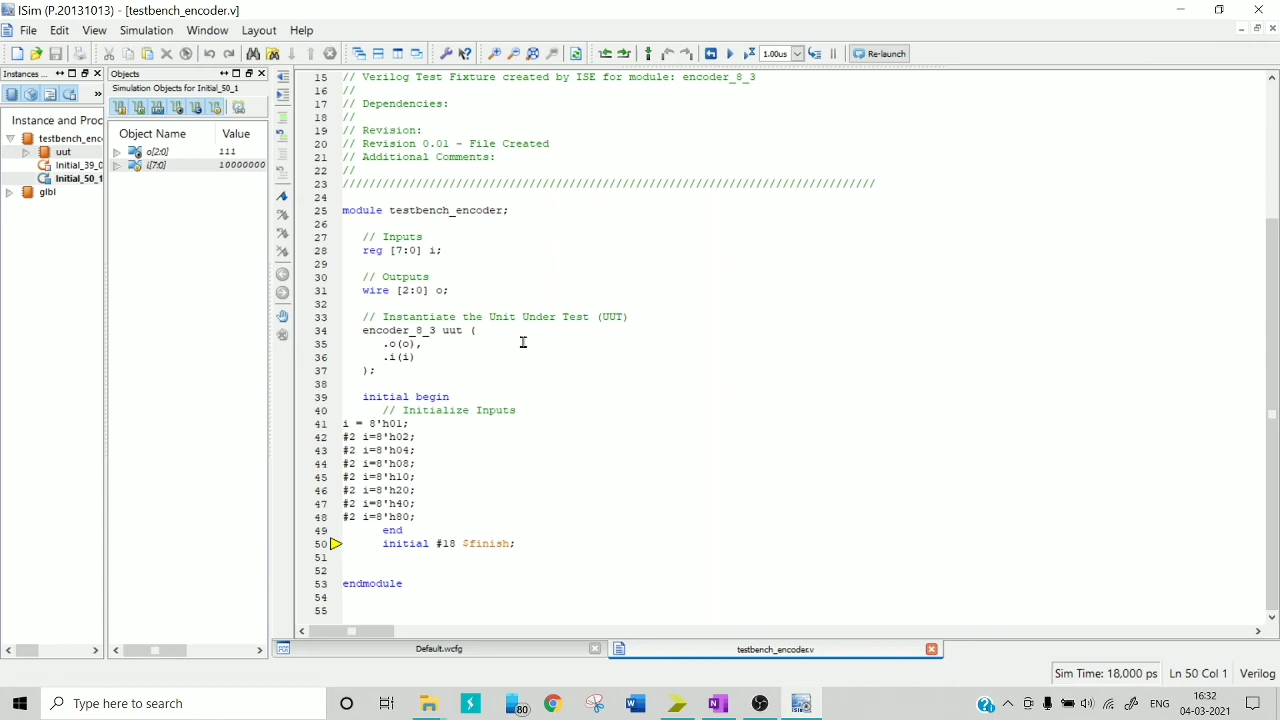 ISim (P.20131013) - [testbench_encoder.v]
File Edit View Simulation Window Layout Help
1.00us Re-launch
Instances ...
Objects
Simulation Objects for Initial_50_1
Instance and Proc
testbench_enc
uut
Initial_39_0
Initial_50_1
glbl
Object Name Value
o[2:0] 111
i[7:0] 10000000
15 // Verilog Test Fixture created by ISE for module: encoder_8_3
16 //
17 // Dependencies:
18 //
19 // Revision:
20 // Revision 0.01 - File Created
21 // Additional Comments:
22 //
23 ////////////////////////////////////////////////////////////////////////////////
24
25 module testbench_encoder;
26
27 // Inputs
28 reg [7:0] i;
29
30 // Outputs
31 wire [2:0] o;
32
33 // Instantiate the Unit Under Test (UUT)
34 encoder_8_3 uut (
35 .o(o),
36 .i(i)
37 );
38
39 initial begin
40 // Initialize Inputs
41 i = 8'h01;
42 #2 i=8'h02;
43 #2 i=8'h04;
44 #2 i=8'h08;
45 #2 i=8'h10;
46 #2 i=8'h20;
47 #2 i=8'h40;
48 #2 i=8'h80;
49 end
50 initial #18 $finish;
51
52
53 endmodule
54
55
Default.wcfg
testbench_encoder.v
Sim Time: 18,000 ps Ln 50 Col 1 Verilog
Type here to search
80
16:32
04-03-2021